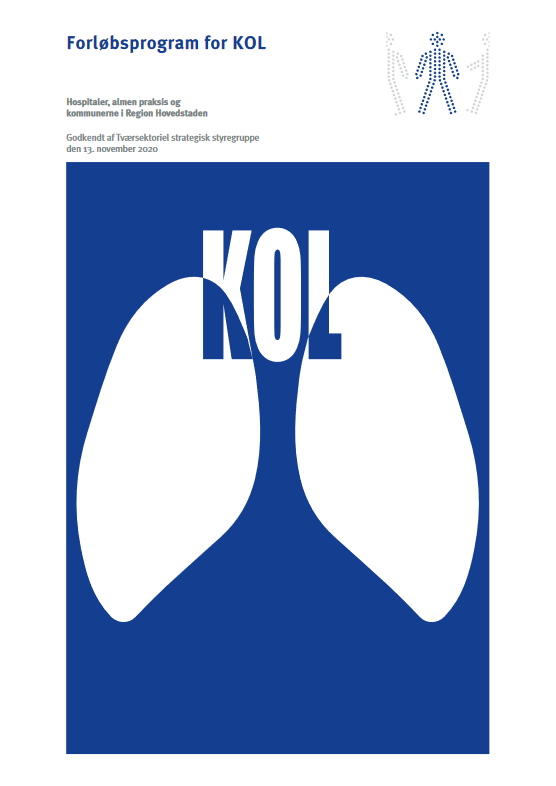 Forløbsprogram for KOL
Hospitaler, almen praksis og
kommunerne i Region Hovedstaden
Godkendt af Tværsektoriel strategisk styregruppe
den 13. november 2020
KOL